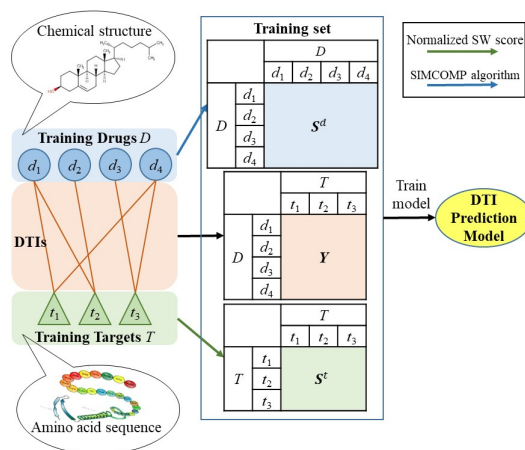 Chemical structure
HO
Training Drugs D
d1 d2 d3 d4
DTIs
t1 t2 t3
Training Targets T
Amino acid sequence
Training set
D
d1 d2 d3 d4
D
d1
d2
d3
d4
S^d
T
t1 t2 t3
D
d1
d2
d3
d4
Y
T
t1 t2 t3
T
t1
t2
t3
S^t
Train
model
DTI
Prediction
Model
Normalized SW score
SIMCOMP algorithm